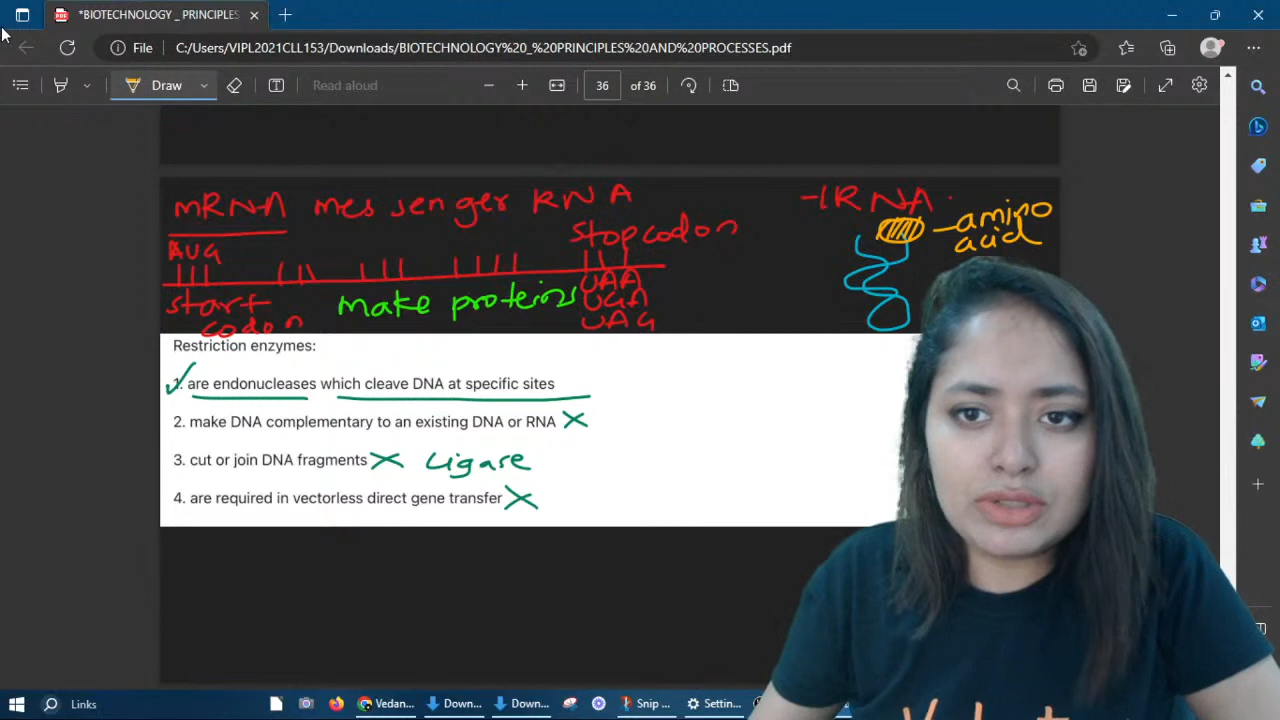 *BIOTECHNOLOGY _ PRINCIPLES
File C:/Users/VIPL2021CLL153/Downloads/BIOTECHNOLOGY%20_%20PRINCIPLES%20AND%20PROCESSES.pdf
Draw Read aloud 36 of 36
mRNA messenger RNA
tRNA
amino
acid
AUG
stop codon
start
codon
make proteins
UAA
UGA
UAG
Restriction enzymes:
1. are endonucleases which cleave DNA at specific sites
2. make DNA complementary to an existing DNA or RNA
3. cut or join DNA fragments Ligase
4. are required in vectorless direct gene transfer
Links Vedan... Down... Down... Snip ... Settin...